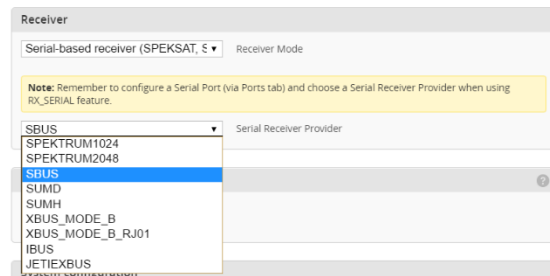 Receiver
Serial-based receiver (SPEKSAT, S
Receiver Mode
Note: Remember to configure a Serial Port (via Ports tab) and choose a Serial Receiver Provider when using
RX_SERIAL feature.
SBUS
Serial Receiver Provider
SPEKTRUM1024
SPEKTRUM2048
SBUS
SUMD
SUMH
XBUS_MODE_B
XBUS_MODE_B_RJ01
IBUS
JETIEXBUS
System configuration